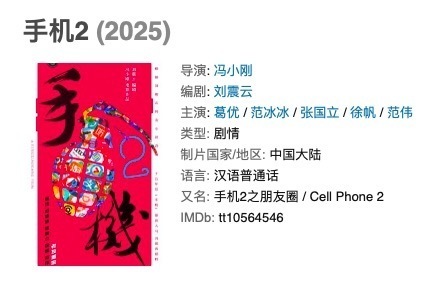 手机2 (2025)
导演: 冯小刚
编剧: 刘震云
主演: 葛优 / 范冰冰 / 张国立 / 徐帆 / 范伟
类型: 剧情
制片国家/地区: 中国大陆
语言: 汉语普通话
又名: 手机2之朋友圈 / Cell Phone 2
IMDb: tt10564546
手
2
機